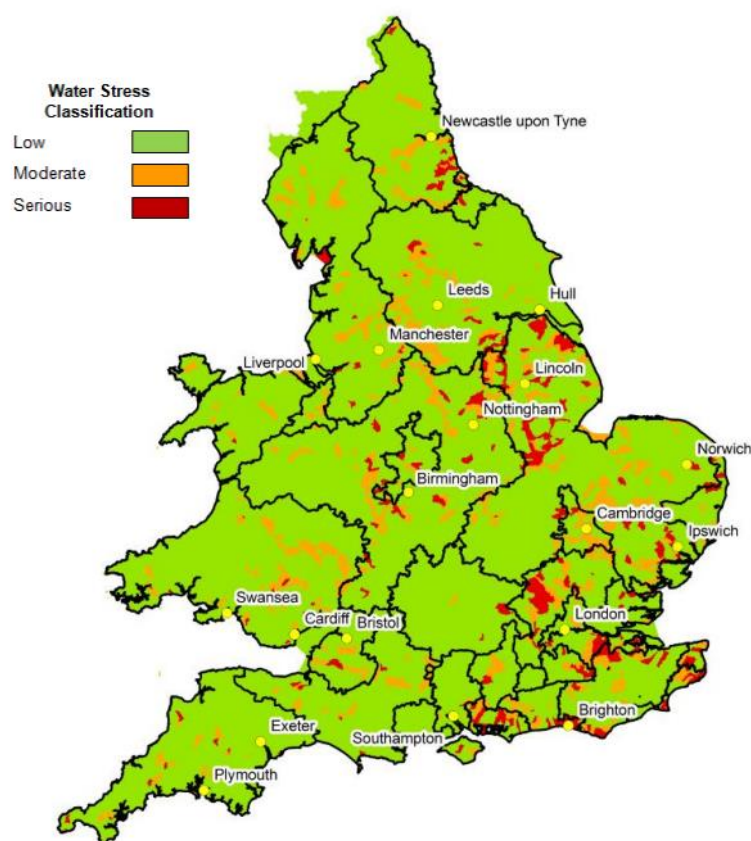 Water Stress
Classification
Low
Moderate
Serious
Newcastle upon Tyne
Leeds
Hull
Manchester
Liverpool
Lincoln
Nottingham
Norwich
Birmingham
Cambridge
Ipswich
Swansea
Cardiff
Bristol
London
Brighton
Southampton
Exeter
Plymouth